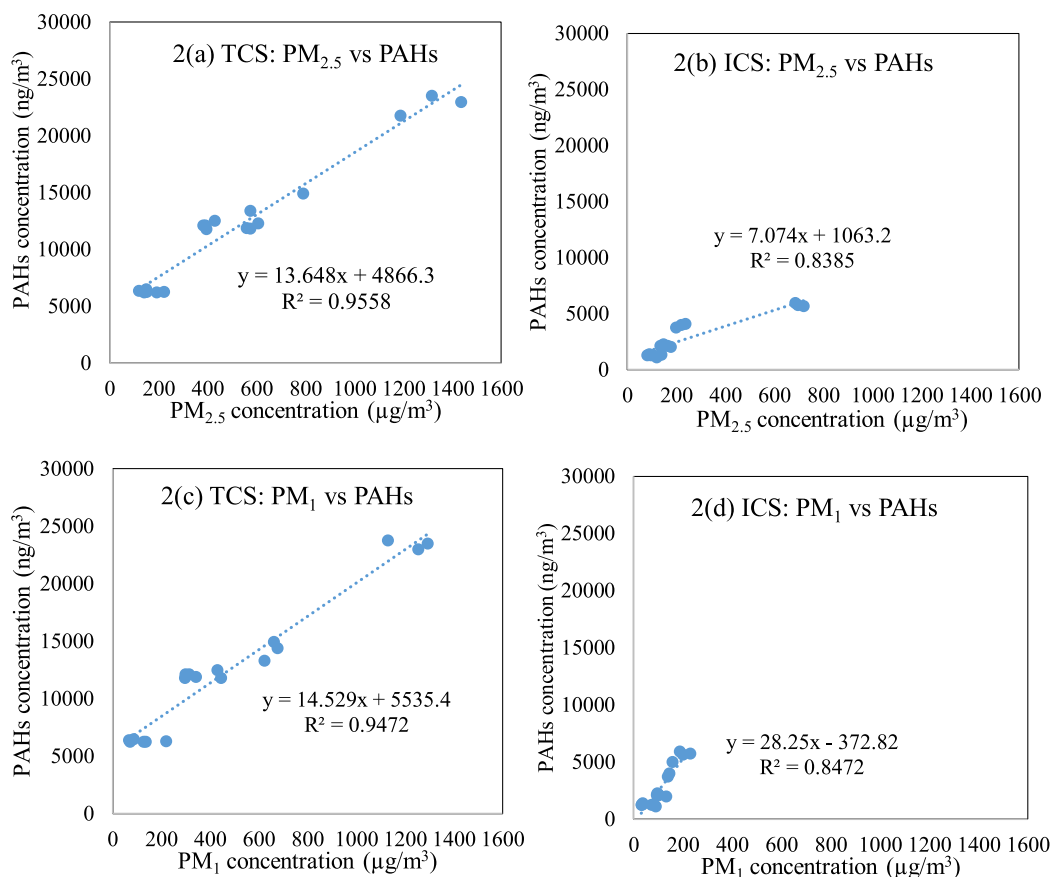 2(a) TCS: PM2.5 vs PAHs
PAHs concentration (ng/m³)
30000
25000
20000
15000
10000
5000
0
y = 13.648x + 4866.3
R² = 0.9558
0 200 400 600 800 1000 1200 1400 1600
PM2.5 concentration (µg/m³)
2(b) ICS: PM2.5 vs PAHs
PAHs concentration (ng/m³)
30000
25000
20000
15000
10000
5000
0
y = 7.074x + 1063.2
R² = 0.8385
0 200 400 600 800 1000 1200 1400 1600
PM2.5 concentration (µg/m³)
2(c) TCS: PM1 vs PAHs
PAHs concentration (ng/m³)
30000
25000
20000
15000
10000
5000
0
y = 14.529x + 5535.4
R² = 0.9472
0 200 400 600 800 1000 1200 1400 1600
PM1 concentration (µg/m³)
2(d) ICS: PM1 vs PAHs
PAHs concentration (ng/m³)
30000
25000
20000
15000
10000
5000
0
y = 28.25x - 372.82
R² = 0.8472
0 200 400 600 800 1000 1200 1400 1600
PM1 concentration (µg/m³)